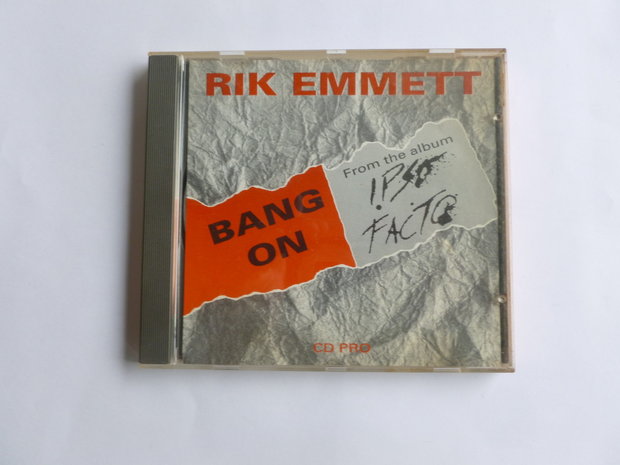 RIK EMMETT
BANG
ON
From the album
IPSO
FACTO
CD PRO